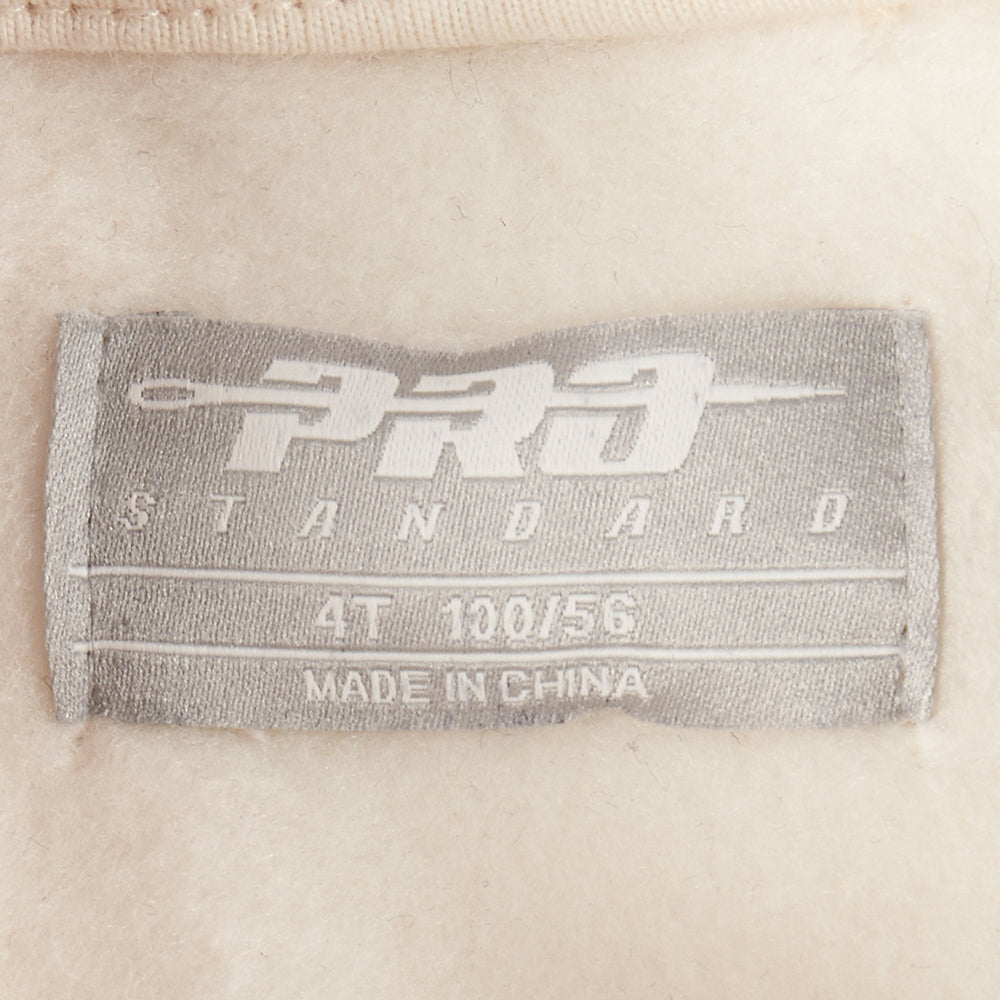 PRO
STANDARD
4T 100/56
MADE IN CHINA